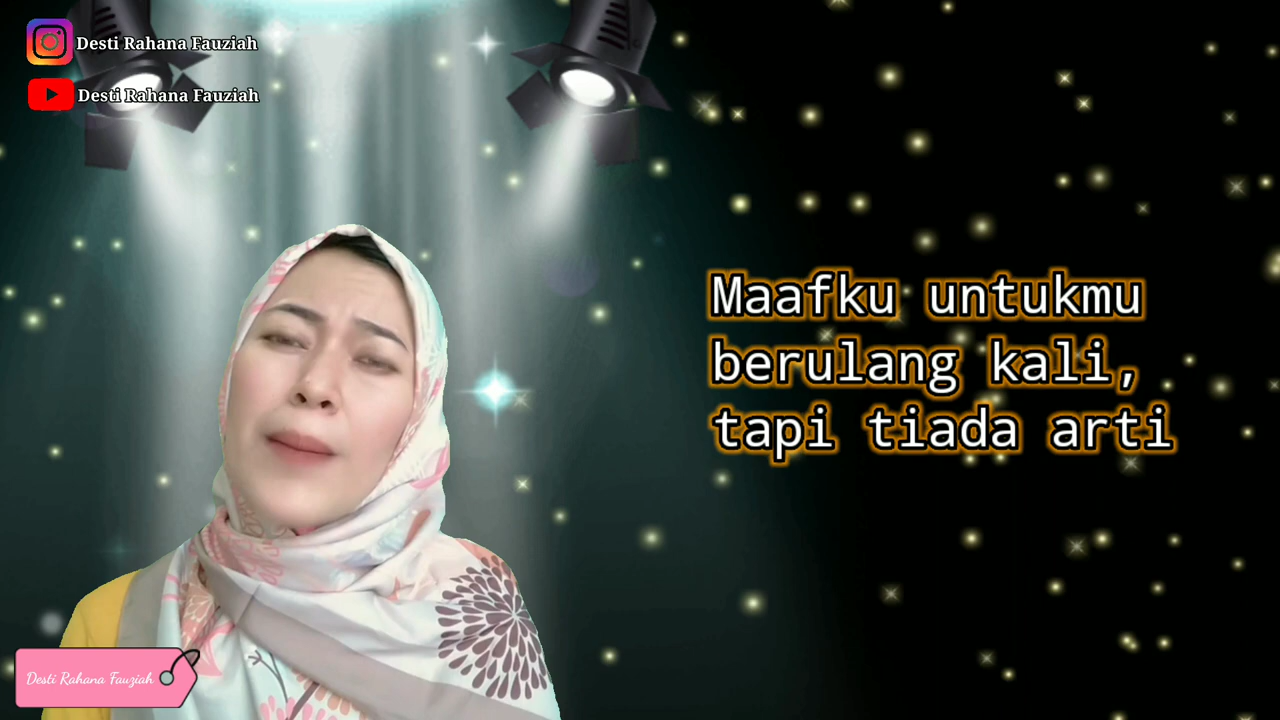 Desti Rahana Fauziah
Desti Rahana Fauziah
Maafku untukmu
berulang kali,
tapi tiada arti
Desti Rahana Fauziah